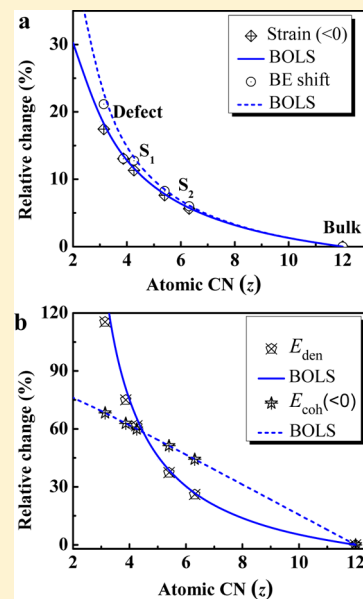 a
Strain (<0)
BOLS
BE shift
BOLS
Defect
S1
S2
Bulk
Relative change (%)
30
20
10
0
2 4 6 8 10 12 14
Atomic CN (z)
b
Eden
BOLS
Ecoh(<0)
BOLS
Relative change (%)
120
90
60
30
0
2 4 6 8 10 12
Atomic CN (z)